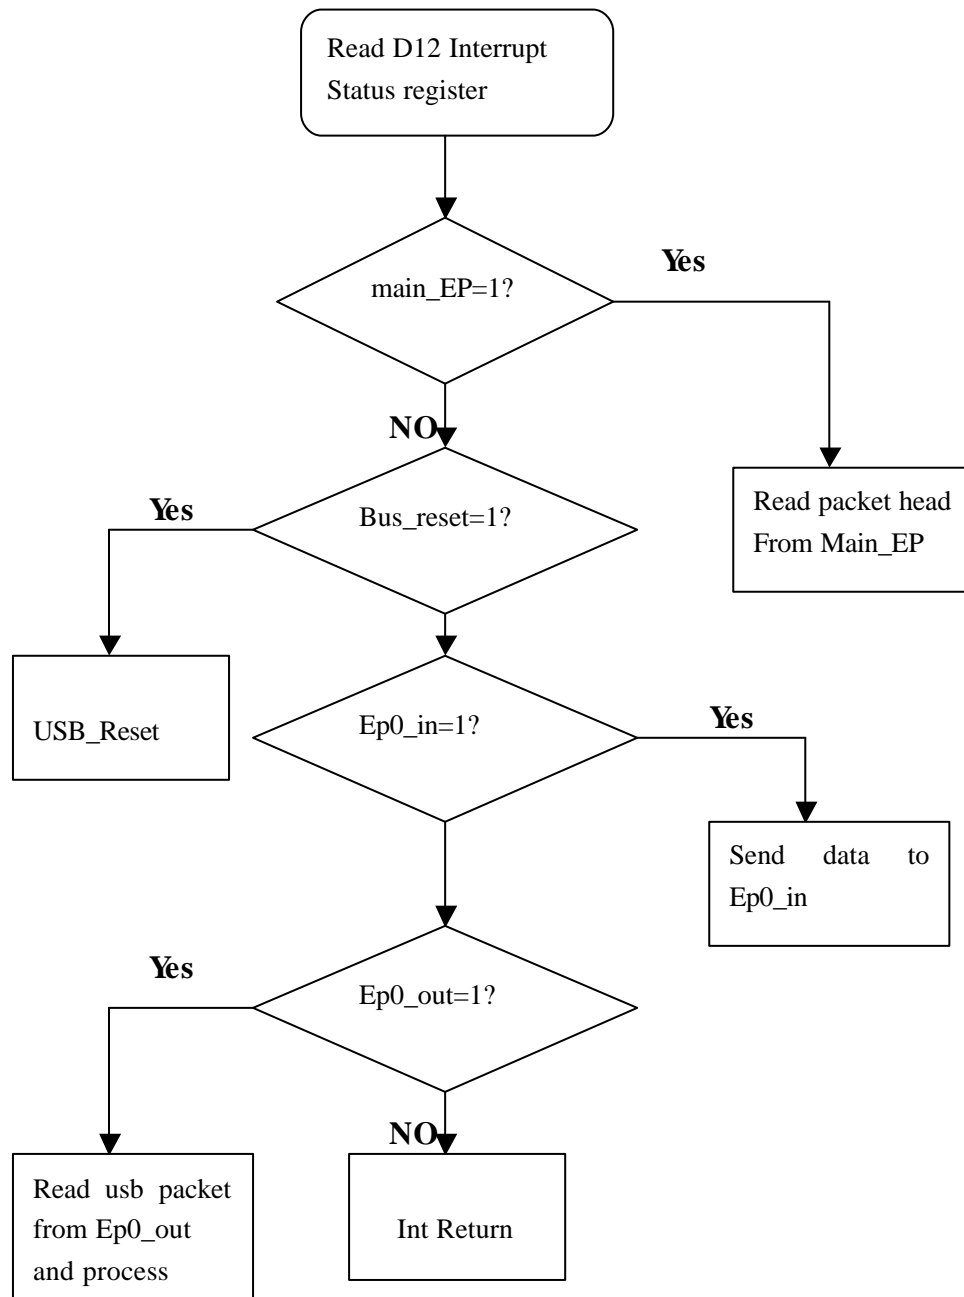 Read D12 Interrupt
Status register
main_EP=1?
Yes
NO
Bus_reset=1?
Yes
Read packet head
From Main_EP
USB_Reset
Ep0_in=1?
Yes
Send data to
Ep0_in
Ep0_out=1?
Yes
NO
Read usb packet
from Ep0_out
and process
Int Return